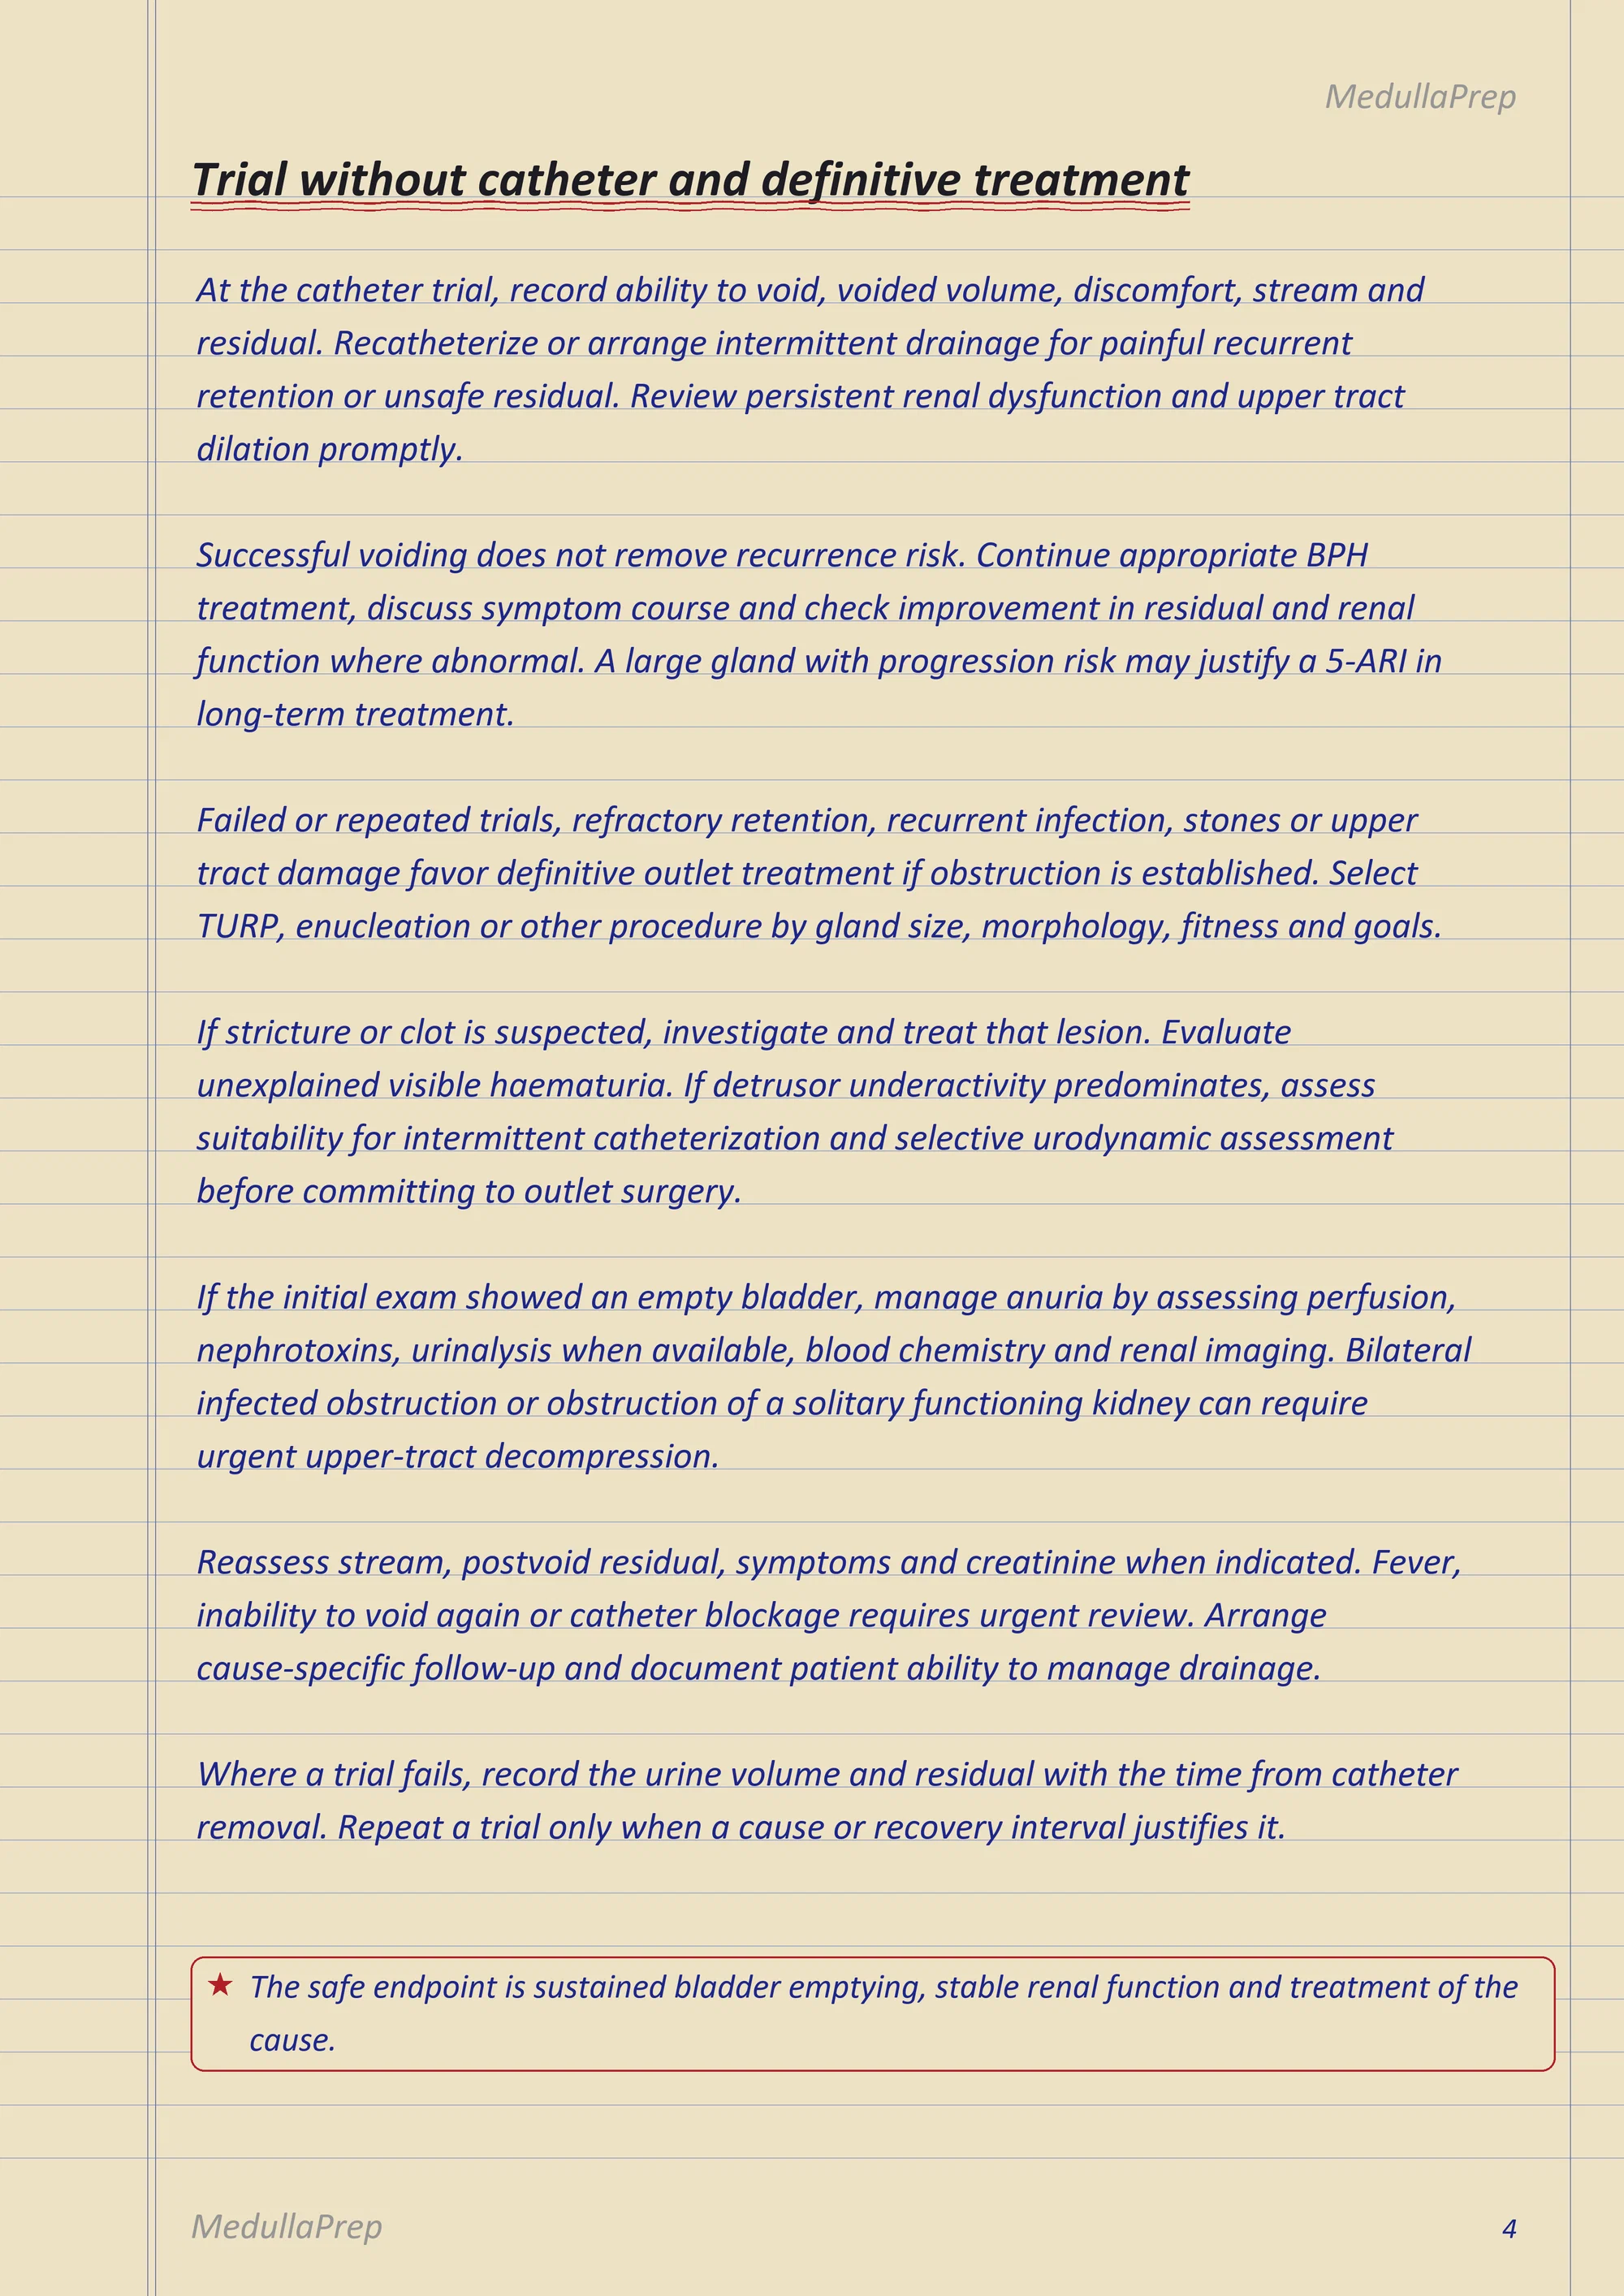 MedullaPrep
Trial without catheter and definitive treatment
At the catheter trial, record ability to void, voided volume, discomfort, stream and
residual. Recatheterize or arrange intermittent drainage for painful recurrent
retention or unsafe residual. Review persistent renal dysfunction and upper tract
dilation promptly.
Successful voiding does not remove recurrence risk. Continue appropriate BPH
treatment, discuss symptom course and check improvement in residual and renal
function where abnormal. A large gland with progression risk may justify a 5-ARI in
long-term treatment.
Failed or repeated trials, refractory retention, recurrent infection, stones or upper
tract damage favor definitive outlet treatment if obstruction is established. Select
TURP, enucleation or other procedure by gland size, morphology, fitness and goals.
If stricture or clot is suspected, investigate and treat that lesion. Evaluate
unexplained visible haematuria. If detrusor underactivity predominates, assess
suitability for intermittent catheterization and selective urodynamic assessment
before committing to outlet surgery.
If the initial exam showed an empty bladder, manage anuria by assessing perfusion,
nephrotoxins, urinalysis when available, blood chemistry and renal imaging. Bilateral
infected obstruction or obstruction of a solitary functioning kidney can require
urgent upper-tract decompression.
Reassess stream, postvoid residual, symptoms and creatinine when indicated. Fever,
inability to void again or catheter blockage requires urgent review. Arrange
cause-specific follow-up and document patient ability to manage drainage.
Where a trial fails, record the urine volume and residual with the time from catheter
removal. Repeat a trial only when a cause or recovery interval justifies it.
★ The safe endpoint is sustained bladder emptying, stable renal function and treatment of the
cause.
MedullaPrep
4